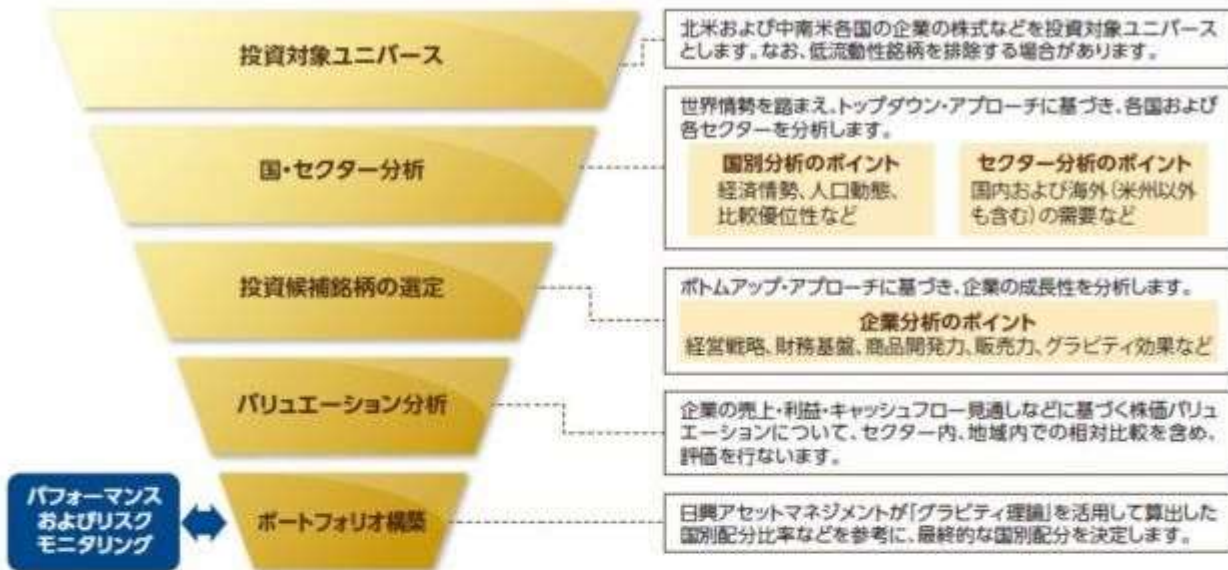 投資対象ユニバース
北米および中南米各国の企業の株式などを投資対象ユニバース
とします。なお、低流動性銘柄を排除する場合があります。
国・セクター分析
世界情勢を踏まえ、トップダウン・アプローチに基づき、各国および
各セクターを分析します。
国別分析のポイント
経済情勢、人口動態、
比較優位性など
セクター分析のポイント
国内および海外(米州以外
も含む)の需要など
投資候補銘柄の選定
ボトムアップ・アプローチに基づき、企業の成長性を分析します。
企業分析のポイント
経営戦略、財務基盤、商品開発力、販売力、グラビティ効果など
バリュエーション分析
企業の売上・利益・キャッシュフロー見通しなどに基づく株価バリュ
エーションについて、セクター内、地域内での相対比較を含め、
評価を行ないます。
パフォーマンス
およびリスク
モニタリング
ポートフォリオ構築
日興アセットマネジメントが「グラビティ理論」を活用して算出した
国別配分比率などを参考に、最終的な国別配分を決定します。